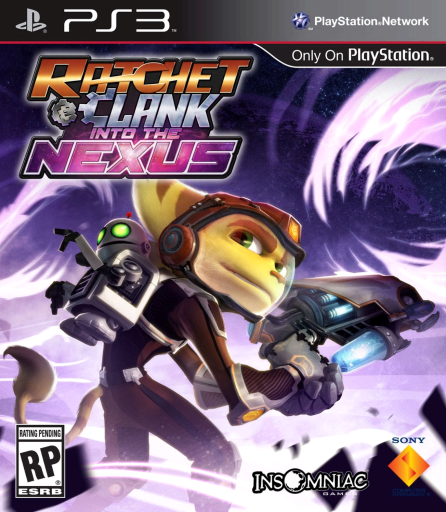 PS3
PlayStation®Network
Only On PlayStation®
RATCHET
& CLANK
INTO THE
NEXUS
RATING PENDING
RP
ESRB
INSOMNIAC
GAMES
SONY